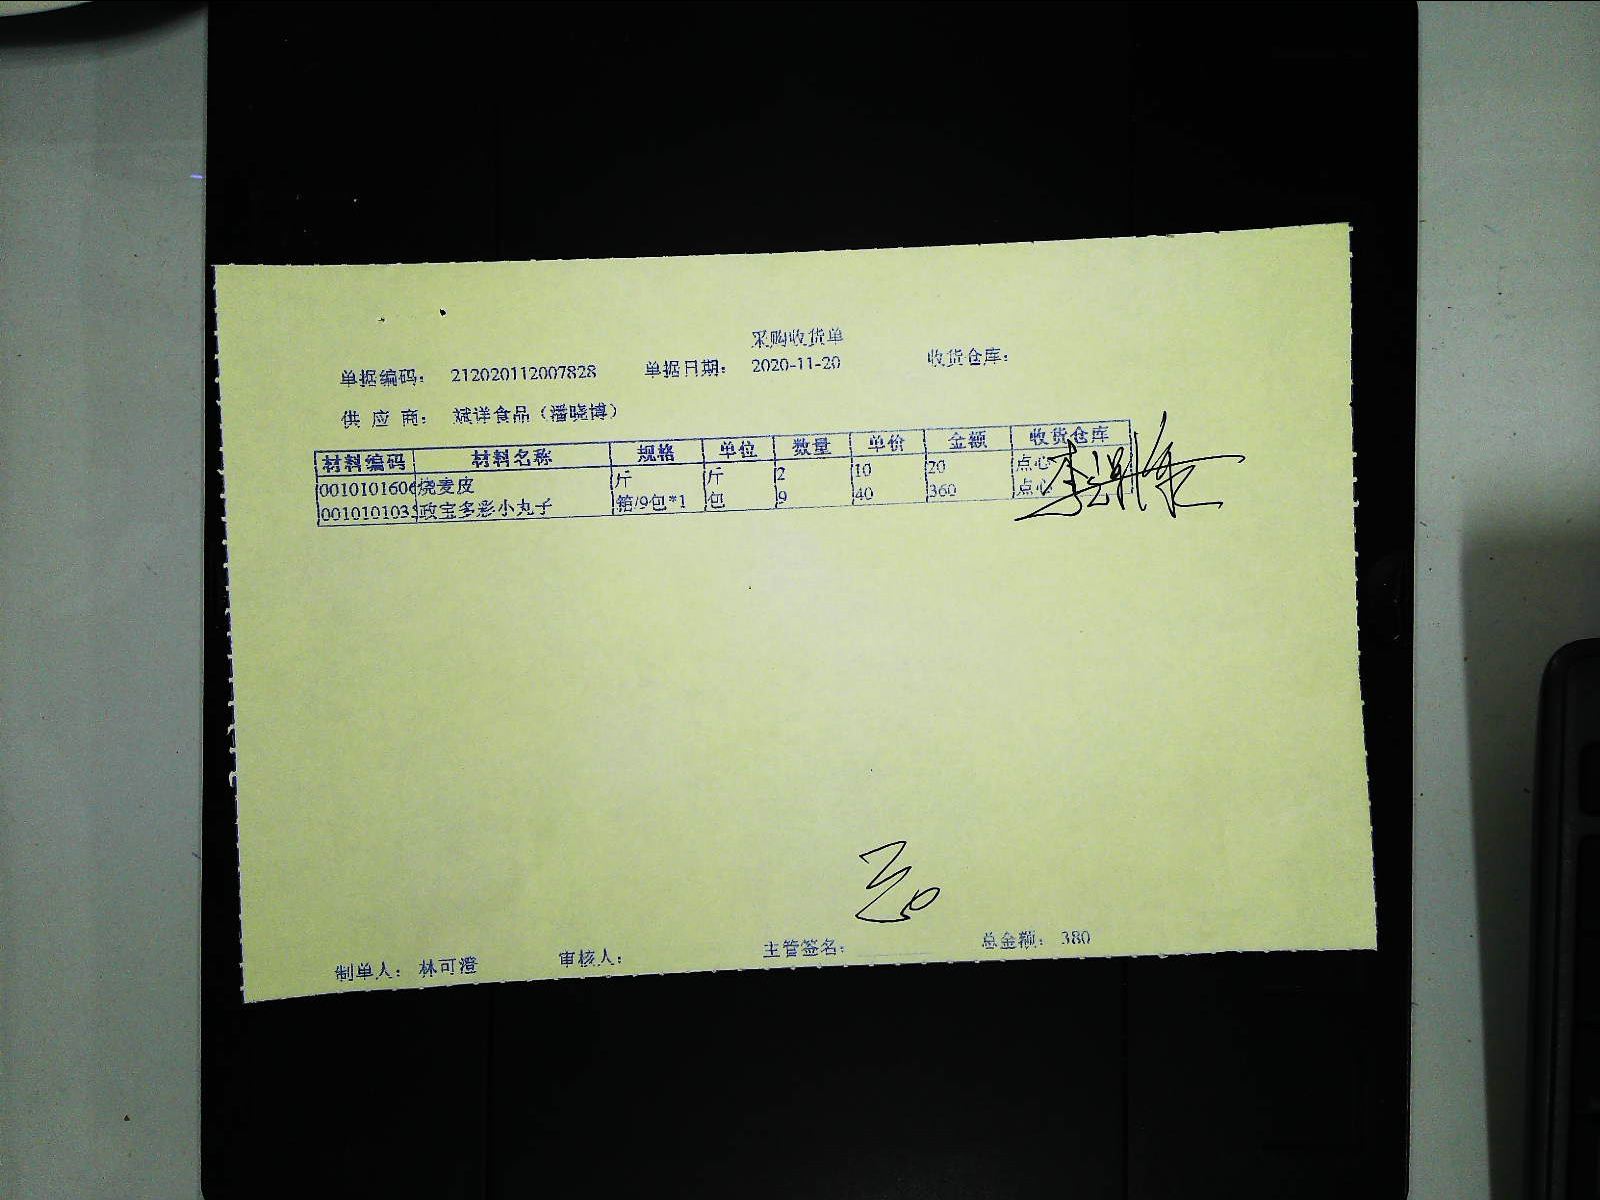 采购收货单
单据编码： 212020112007828 单据日期： 2020-11-20 收货仓库：
供 应 商： 斌详食品（潘晓博）
材料编码 材料名称 规格 单位 数量 单价 金额 收货仓库
0010101606 烧麦皮 斤 斤 2 10 20 点心
001010103 政宝多彩小丸子 箱/9包*1 包 9 40 360 点心
制单人： 林可澄 审核人： 主管签名： 总金额： 380